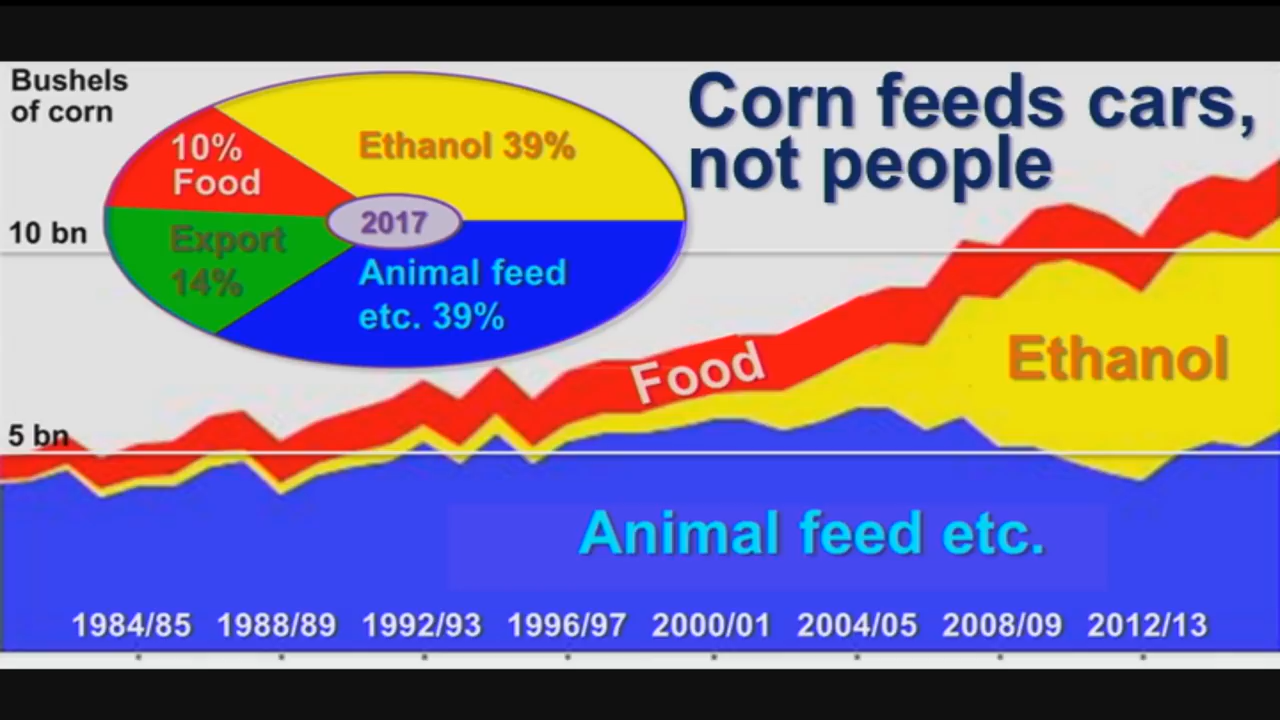 Bushels
of corn
Corn feeds cars,
not people
10%
Food
Ethanol 39%
2017
Export
14%
Animal feed
etc. 39%
10 bn
5 bn
Food
Ethanol
Animal feed etc.
1984/85 1988/89 1992/93 1996/97 2000/01 2004/05 2008/09 2012/13